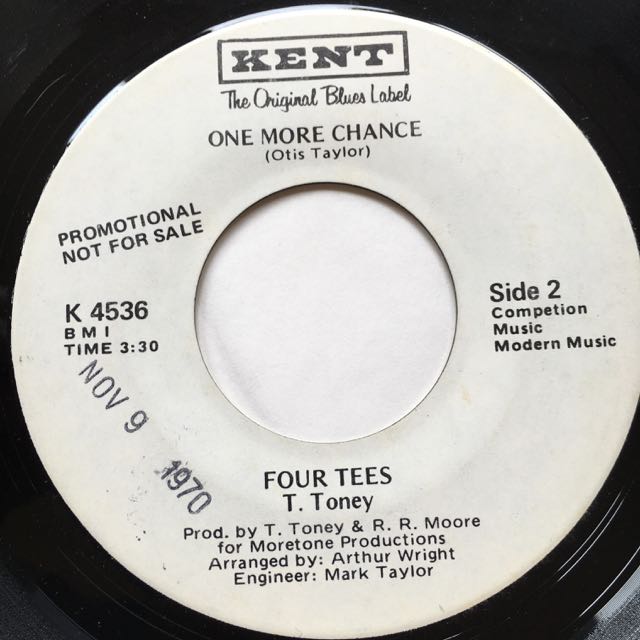 KENT
The Original Blues Label
ONE MORE CHANCE
(Otis Taylor)
PROMOTIONAL
NOT FOR SALE
K 4536
BMI
TIME 3:30
NOV 9 1970
Side 2
Competion
Music
Modern Music
FOUR TEES
T. Toney
Prod. by T. Toney & R. R. Moore
for Moretone Productions
Arranged by: Arthur Wright
Engineer: Mark Taylor